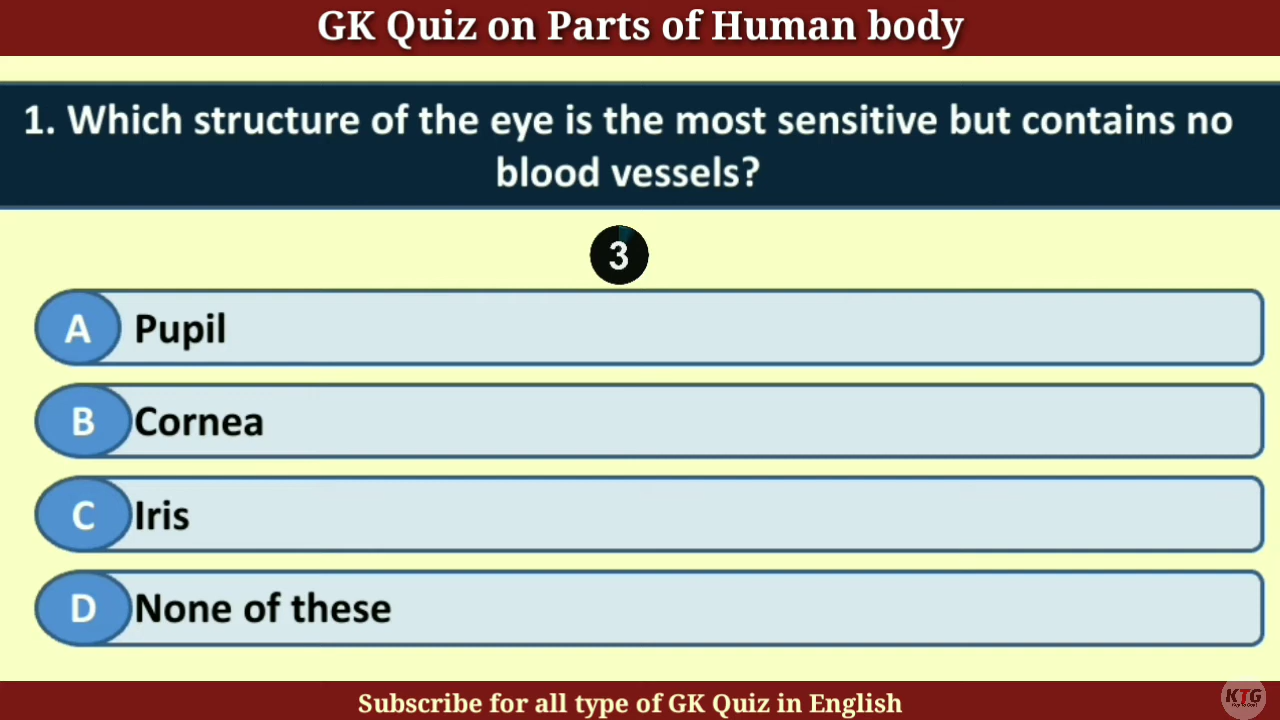 GK Quiz on Parts of Human body
1. Which structure of the eye is the most sensitive but contains no
blood vessels?
3
A Pupil
B Cornea
C Iris
D None of these
Subscribe for all type of GK Quiz in English
KTG